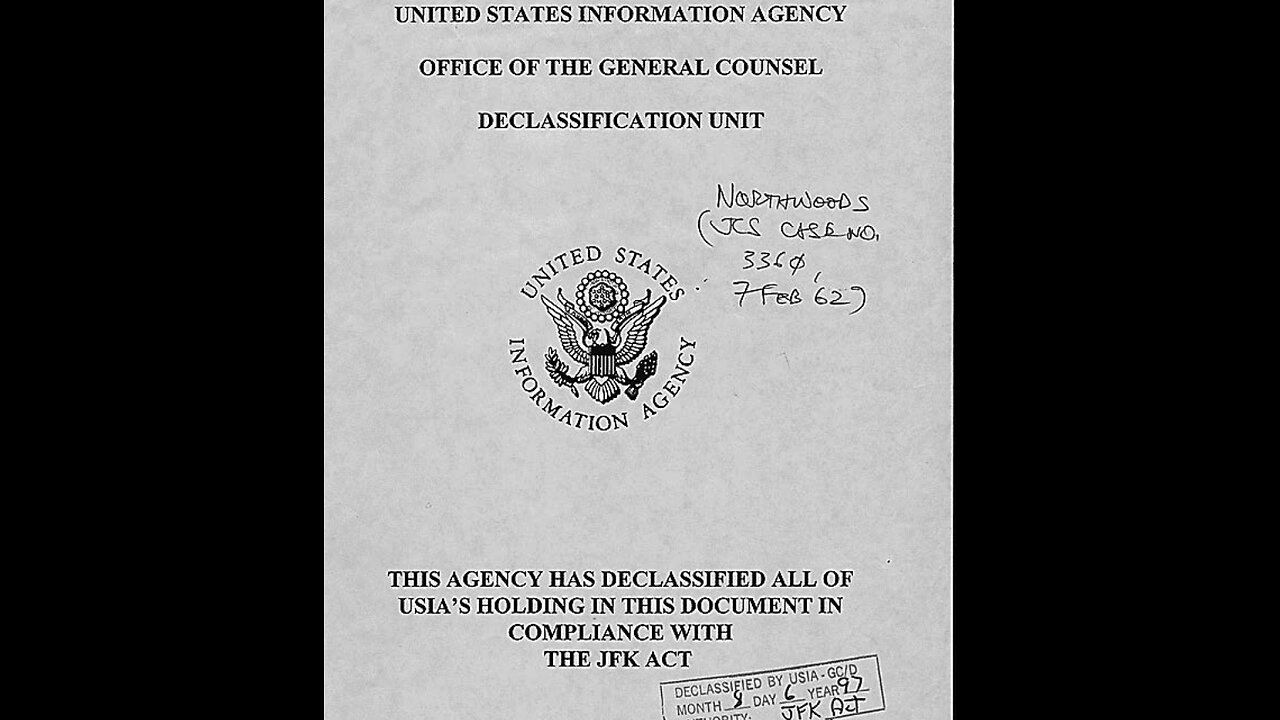 UNITED STATES INFORMATION AGENCY
OFFICE OF THE GENERAL COUNSEL
DECLASSIFICATION UNIT
NORTHWOODS
(JCS CASE NO.
3360,
7 FEB 62)
UNITED STATES
INFORMATION AGENCY
THIS AGENCY HAS DECLASSIFIED ALL OF
USIA'S HOLDING IN THIS DOCUMENT IN
COMPLIANCE WITH
THE JFK ACT
DECLASSIFIED BY USIA - GC/D
MONTH 8 DAY 6 YEAR 97
AUTHORITY: JFK Act